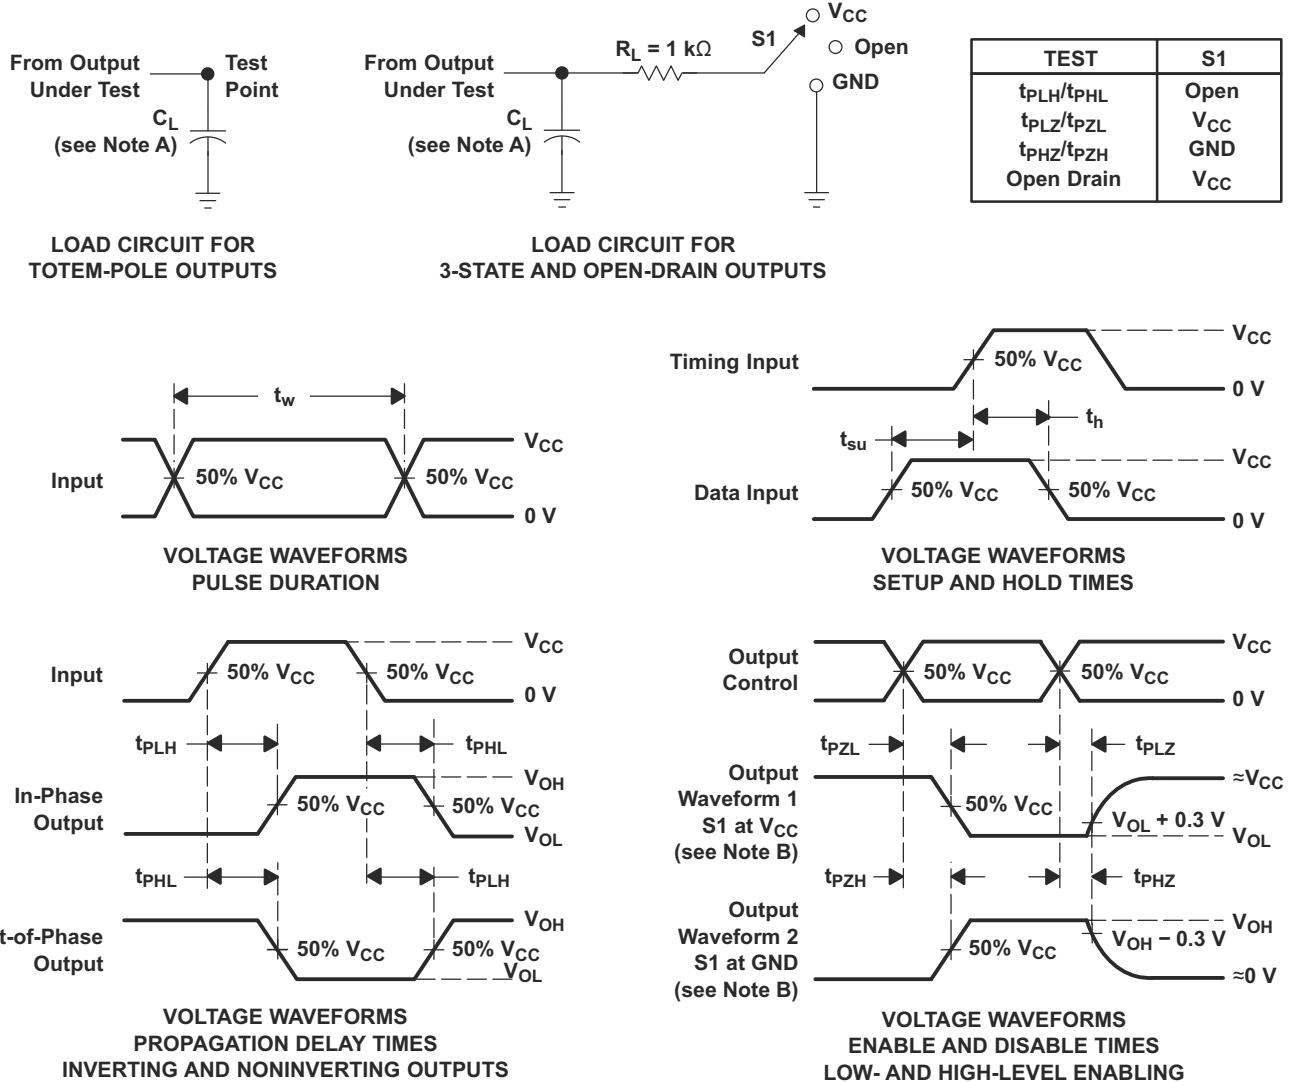 From Output
Under Test
Test
Point
CL
(see Note A)
LOAD CIRCUIT FOR
TOTEM-POLE OUTPUTS
From Output
Under Test
CL
(see Note A)
RL = 1 kΩ
S1
VCC
Open
GND
LOAD CIRCUIT FOR
3-STATE AND OPEN-DRAIN OUTPUTS
TEST S1
tPLH/tPHL Open
tPLZ/tPZL VCC
tPHZ/tPZH GND
Open Drain VCC
tw
Input
50% VCC
50% VCC
VCC
0 V
VOLTAGE WAVEFORMS
PULSE DURATION
Timing Input
50% VCC
VCC
0 V
tsu
th
Data Input
50% VCC
50% VCC
VCC
0 V
VOLTAGE WAVEFORMS
SETUP AND HOLD TIMES
Input
50% VCC
50% VCC
VCC
0 V
tPLH
tPHL
In-Phase
Output
50% VCC
50% VCC
VOH
VOL
tPHL
tPLH
t-of-Phase
Output
50% VCC
50% VCC
VOH
VOL
VOLTAGE WAVEFORMS
PROPAGATION DELAY TIMES
INVERTING AND NONINVERTING OUTPUTS
Output
Control
50% VCC
50% VCC
VCC
0 V
tPZL
tPLZ
Output
Waveform 1
S1 at VCC
(see Note B)
50% VCC
VOL + 0.3 V
≈VCC
VOL
tPZH
tPHZ
Output
Waveform 2
S1 at GND
(see Note B)
50% VCC
VOH − 0.3 V
VOH
≈0 V
VOLTAGE WAVEFORMS
ENABLE AND DISABLE TIMES
LOW- AND HIGH-LEVEL ENABLING